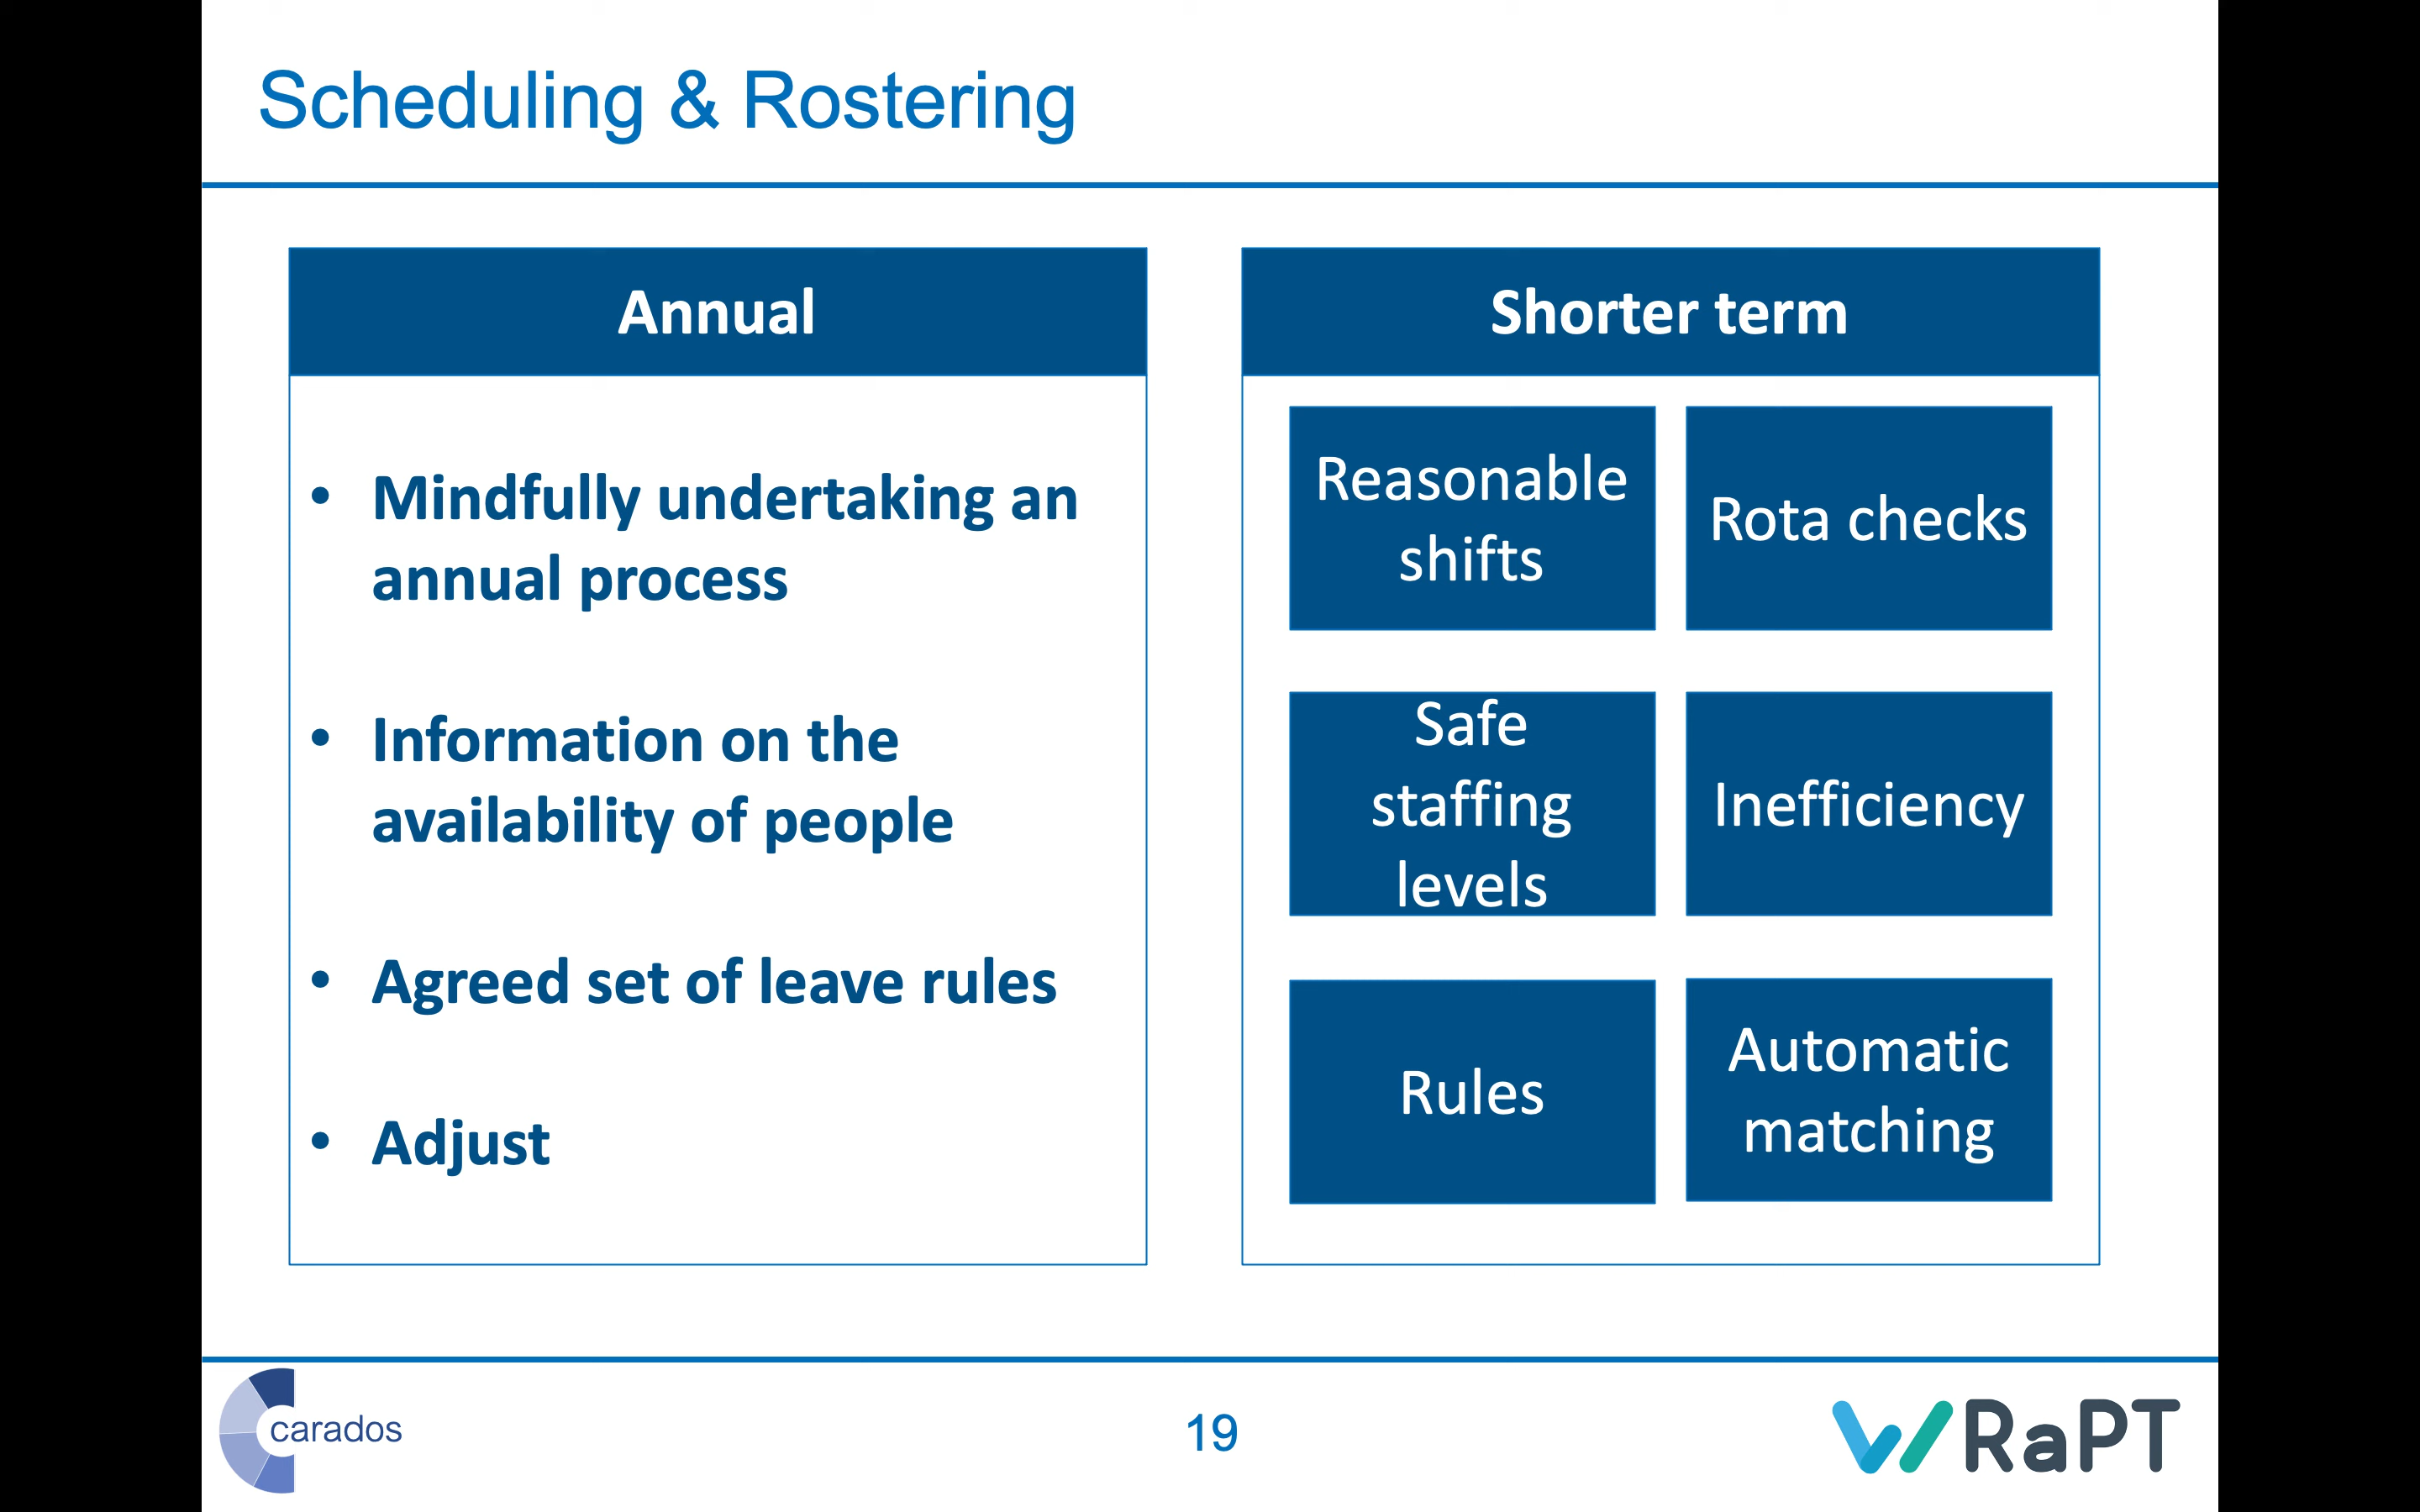 Scheduling & Rostering
Annual
• Mindfully undertaking an
annual process
• Information on the
availability of people
• Agreed set of leave rules
• Adjust
Shorter term
Reasonable
shifts
Rota checks
Safe
staffing
levels
Inefficiency
Rules
Automatic
matching
carados
19
WRaPT